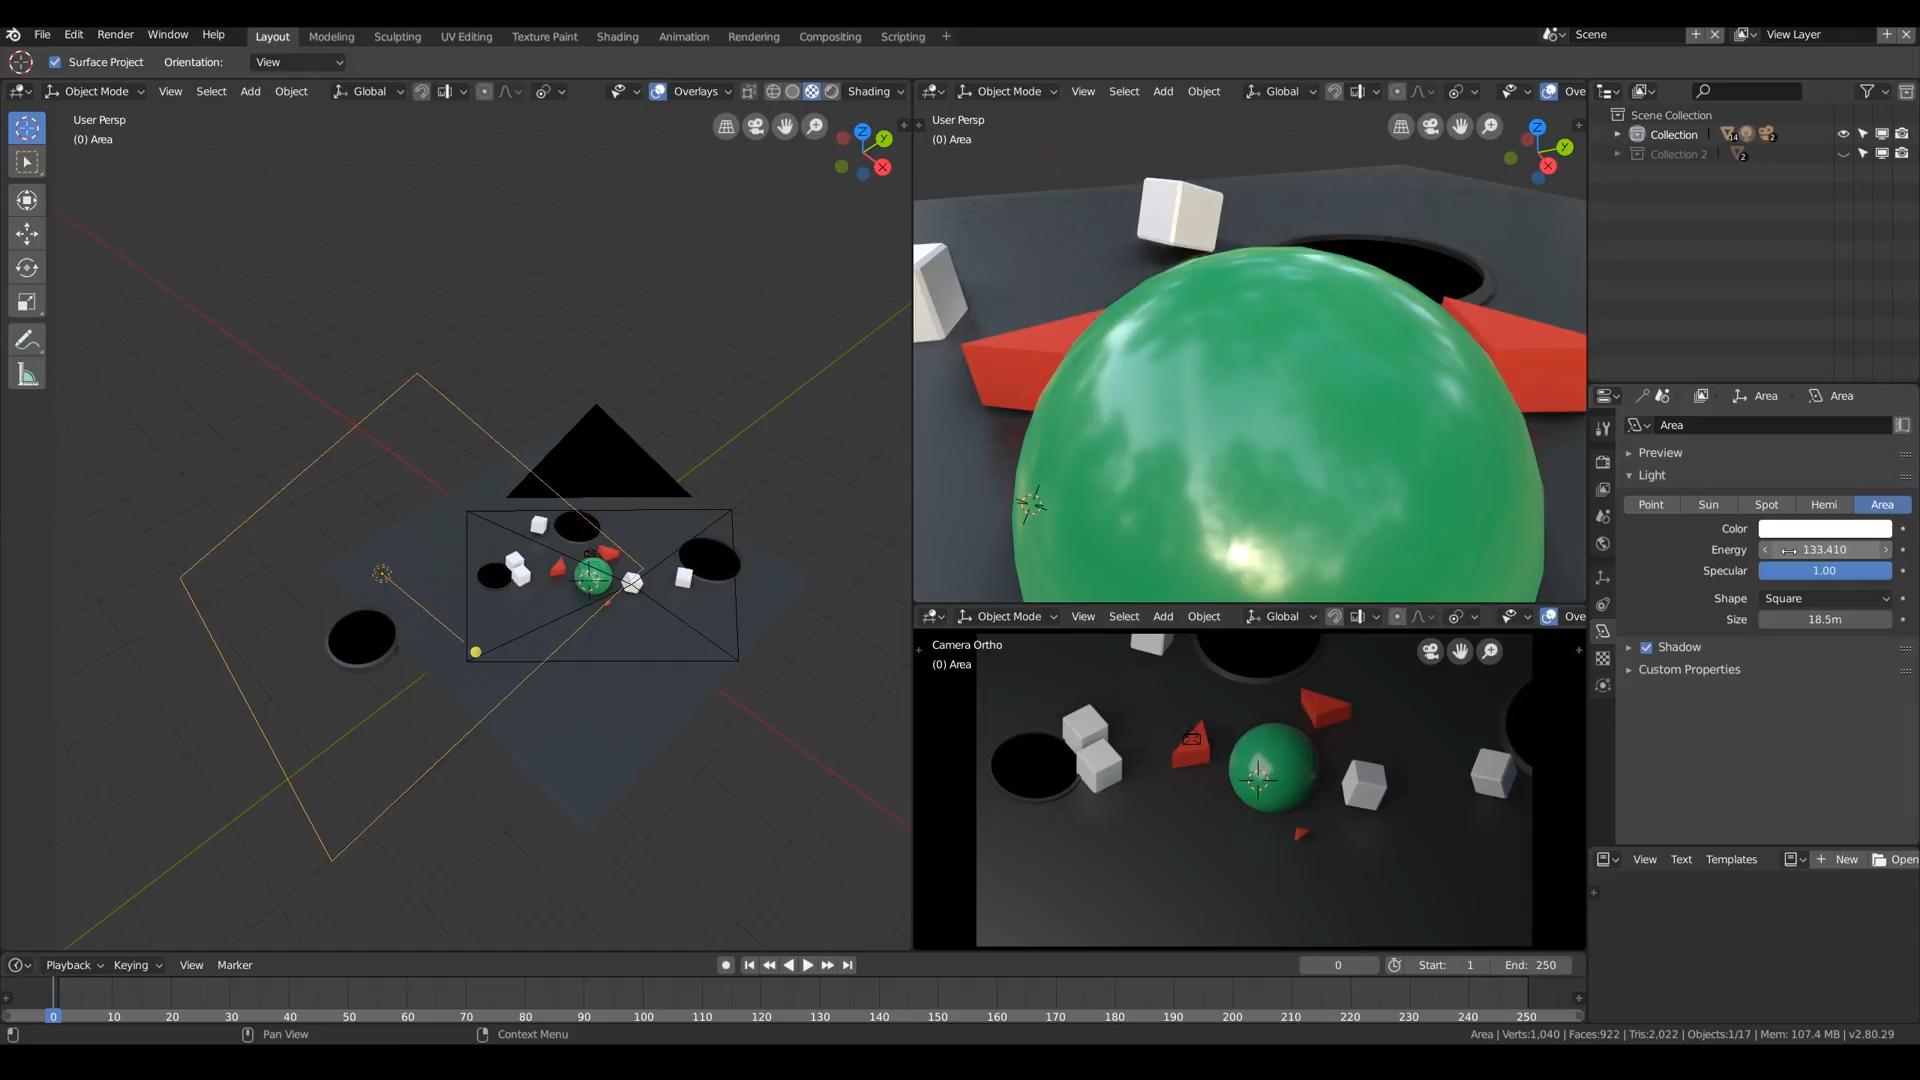 File Edit Render Window Help Layout Modeling Sculpting UV Editing Texture Paint Shading Animation Rendering Compositing Scripting + Scene View Layer
Surface Project Orientation: View
Object Mode View Select Add Object Global Overlays Shading
User Persp
(0) Area
Z
Y
X
Object Mode View Select Add Object Global Ove
User Persp
(0) Area
Z
Y
X
Scene Collection
Collection 14 2
Collection 2 2
Area Area
Area
Preview
Light
Point Sun Spot Hemi Area
Color
Energy 133.410
Specular 1.00
Shape Square
Size 18.5m
Shadow
Custom Properties
Object Mode View Select Add Object Global Ove
Camera Ortho
(0) Area
View Text Templates New Open
Playback Keying View Marker 0 Start: 1 End: 250
0 10 20 30 40 50 60 70 80 90 100 110 120 130 140 150 160 170 180 190 200 210 220 230 240 250
Pan View Context Menu Area | Verts:1,040 | Faces:922 | Tris:2,022 | Objects:1/17 | Mem: 107.4 MB | v2.80.29